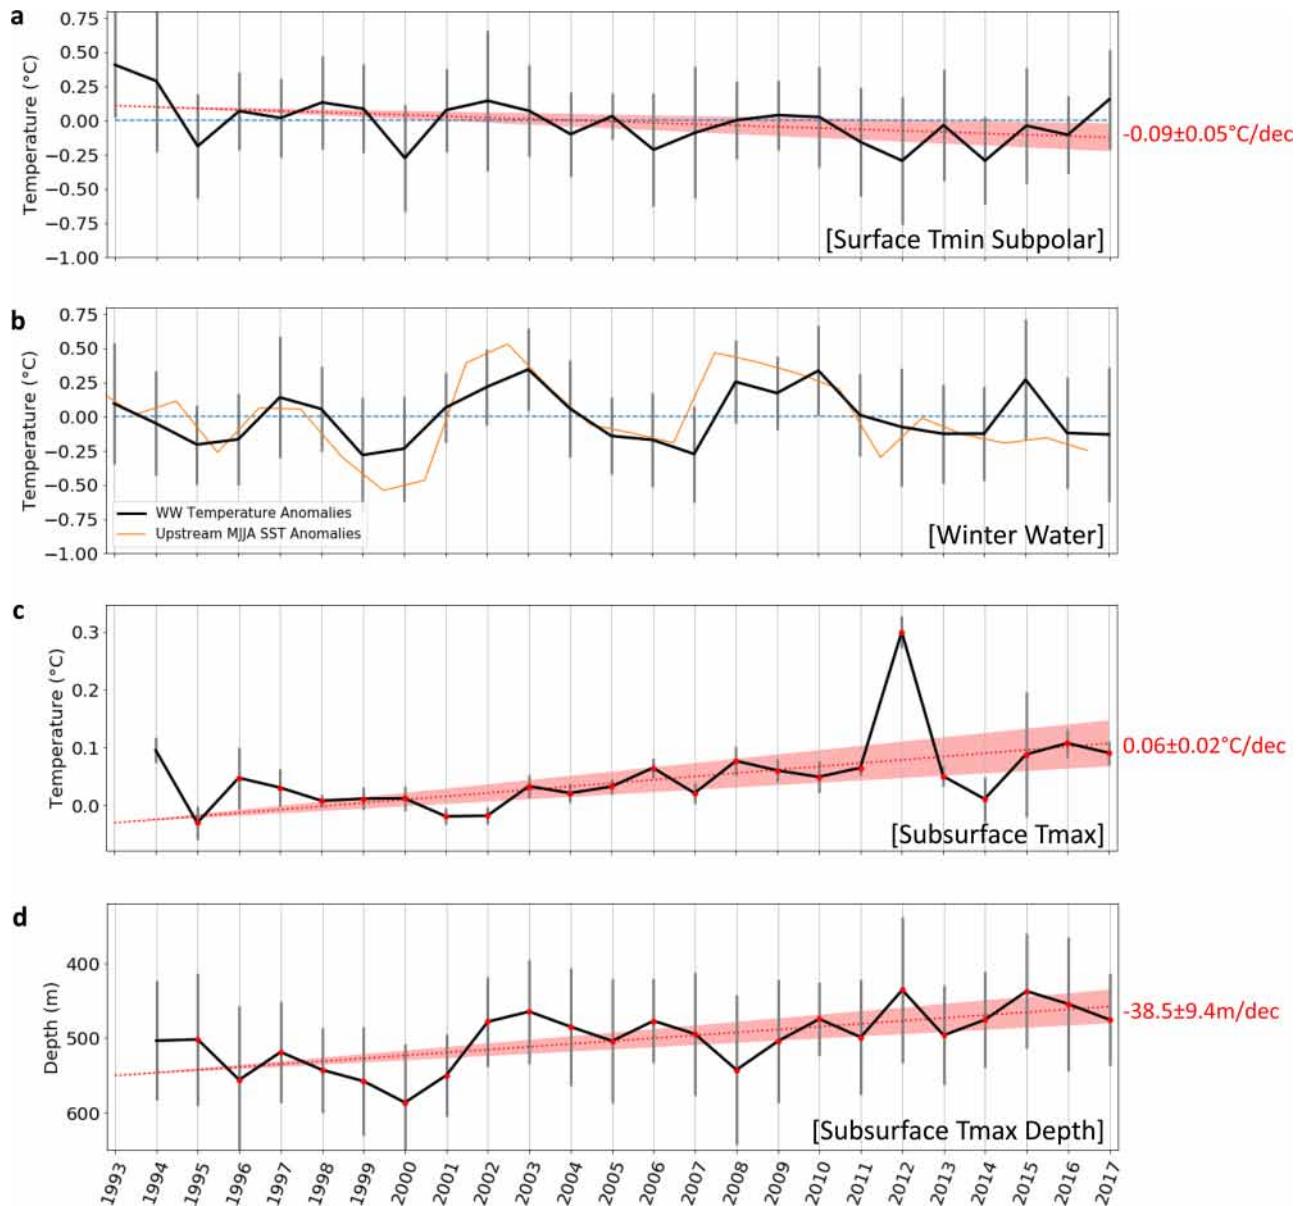 a
0.75
0.50
0.25
0.00
−0.25
−0.50
−0.75
−1.00
Temperature (°C)
[Surface Tmin Subpolar]
-0.09±0.05°C/dec
b
0.75
0.50
0.25
0.00
−0.25
−0.50
−0.75
−1.00
Temperature (°C)
WW Temperature Anomalies
Upstream MJJA SST Anomalies
[Winter Water]
c
0.3
0.2
0.1
0.0
Temperature (°C)
[Subsurface Tmax]
0.06±0.02°C/dec
d
400
500
600
Depth (m)
[Subsurface Tmax Depth]
-38.5±9.4m/dec
1993
1994
1995
1996
1997
1998
1999
2000
2001
2002
2003
2004
2005
2006
2007
2008
2009
2010
2011
2012
2013
2014
2015
2016
2017